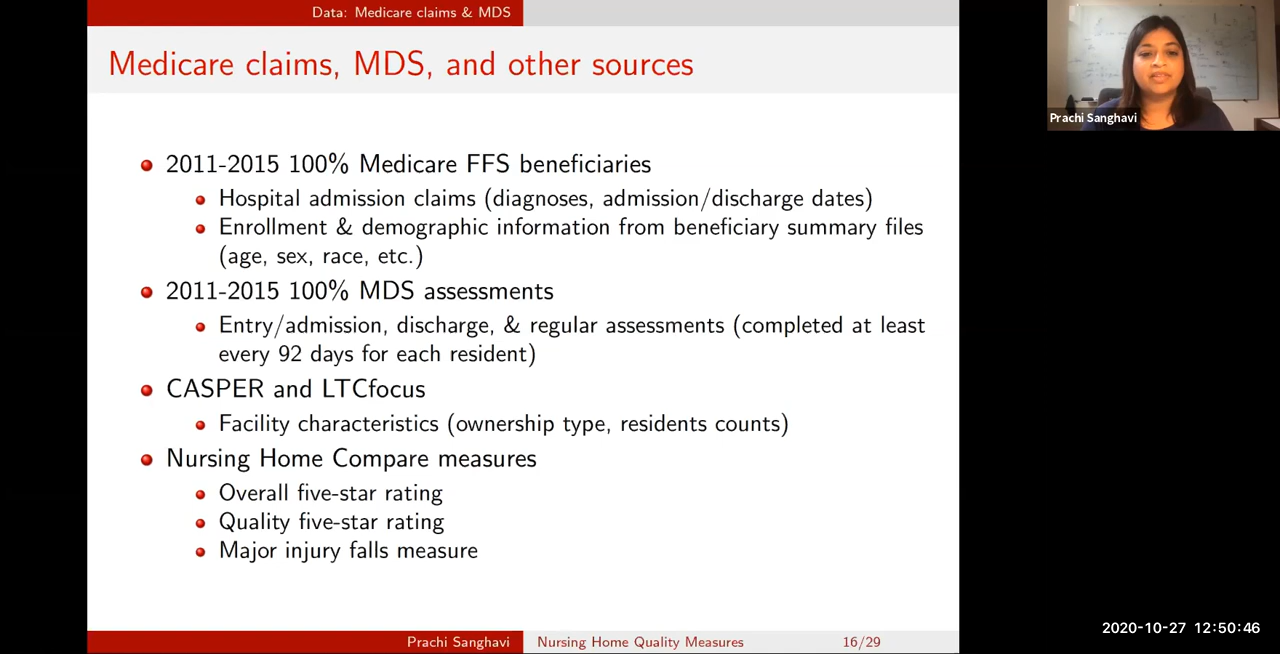 Data: Medicare claims & MDS
Medicare claims, MDS, and other sources
2011-2015 100% Medicare FFS beneficiaries
Hospital admission claims (diagnoses, admission/discharge dates)
Enrollment & demographic information from beneficiary summary files
(age, sex, race, etc.)
2011-2015 100% MDS assessments
Entry/admission, discharge, & regular assessments (completed at least
every 92 days for each resident)
CASPER and LTCfocus
Facility characteristics (ownership type, residents counts)
Nursing Home Compare measures
Overall five-star rating
Quality five-star rating
Major injury falls measure
Prachi Sanghavi
Nursing Home Quality Measures
16/29
Prachi Sanghavi
2020-10-27 12:50:46